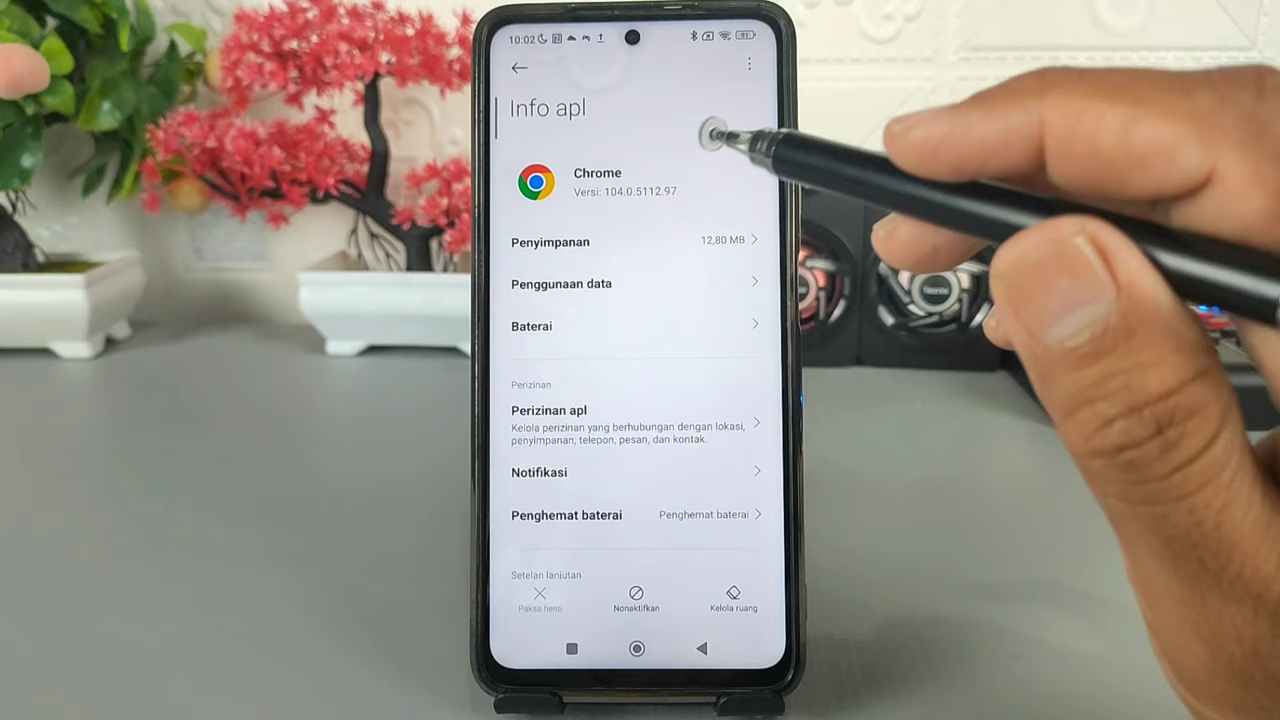 10:02
91
Info apl
Chrome
Versi: 104.0.5112.97
Penyimpanan 12,80 MB
Penggunaan data
Baterai
Perizinan
Perizinan apl
Kelola perizinan yang berhubungan dengan lokasi,
penyimpanan, telepon, pesan, dan kontak.
Notifikasi
Penghemat baterai Penghemat baterai
Setelan lanjutan
Paksa henti Nonaktifkan Kelola ruang